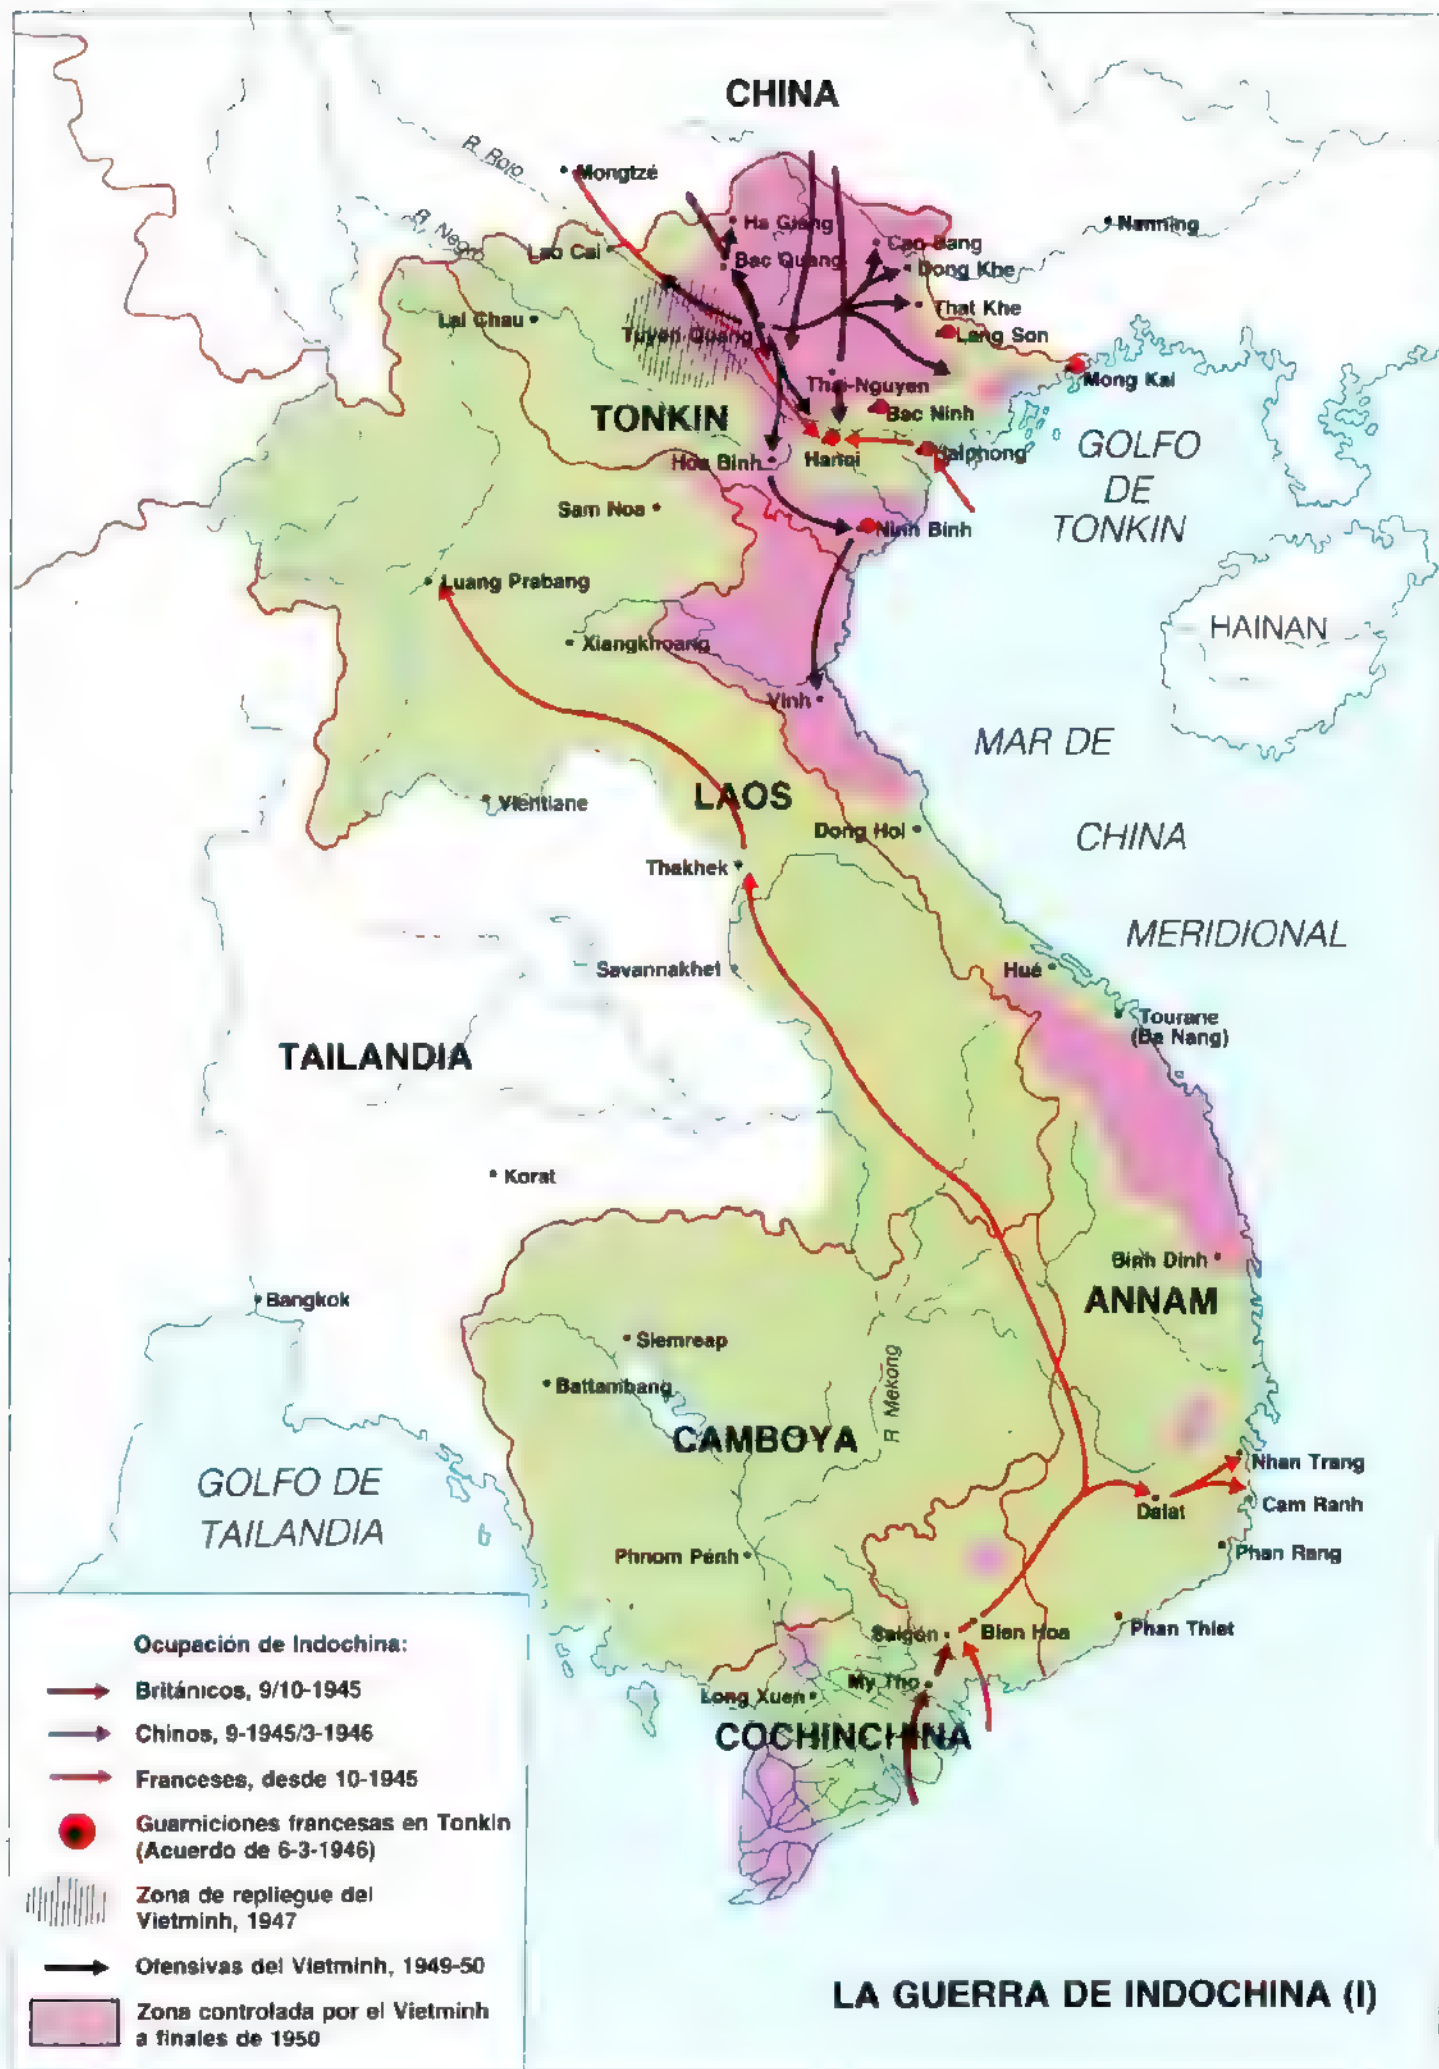 CHINA
R. Rojo
Mongtzé
Ha Giang
Nanning
R. Negro
Lao Cai
Cao Bang
Bac Quang
Dong Khe
That Khe
Lai Chau
Tuyen Quang
Lang Son
Mong Kai
Thai-Nguyen
TONKIN
Bac Ninh
GOLFO
DE
TONKIN
Hoa Binh
Hanoi
Haiphong
Sam Noa
Ninh Binh
Luang Prabang
HAINAN
Xiangkhoang
Vinh
MAR DE
CHINA
MERIDIONAL
LAOS
Vientiane
Dong Hoi
Thakhek
Savannakhet
Hué
Tourane
(Da Nang)
TAILANDIA
Korat
Binh Dinh
ANNAM
Bangkok
Siemreap
Battambang
R Mekong
CAMBOYA
Nhan Trang
Cam Ranh
Dalat
GOLFO DE
TAILANDIA
Phnom Pénh
Phan Rang
Saigón
Bien Hoa
Phan Thiet
My Tho
Long Xuen
COCHINCHINA
Ocupación de Indochina:
Británicos, 9/10-1945
Chinos, 9-1945/3-1946
Franceses, desde 10-1945
Guarniciones francesas en Tonkin
(Acuerdo de 6-3-1946)
Zona de repliegue del
Vietminh, 1947
Ofensivas del Vietminh, 1949-50
Zona controlada por el Vietminh
a finales de 1950
LA GUERRA DE INDOCHINA (I)